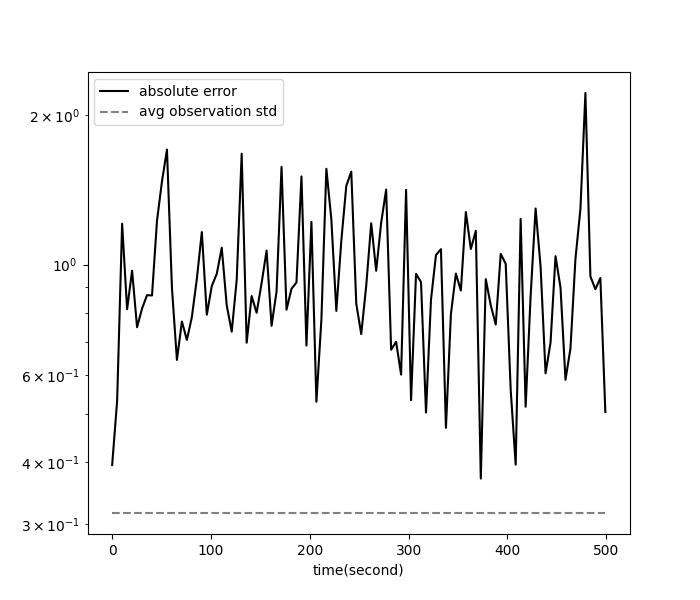 absolute error
avg observation std
2 × 10⁰
10⁰
6 × 10⁻¹
4 × 10⁻¹
3 × 10⁻¹
0 100 200 300 400 500
time(second)